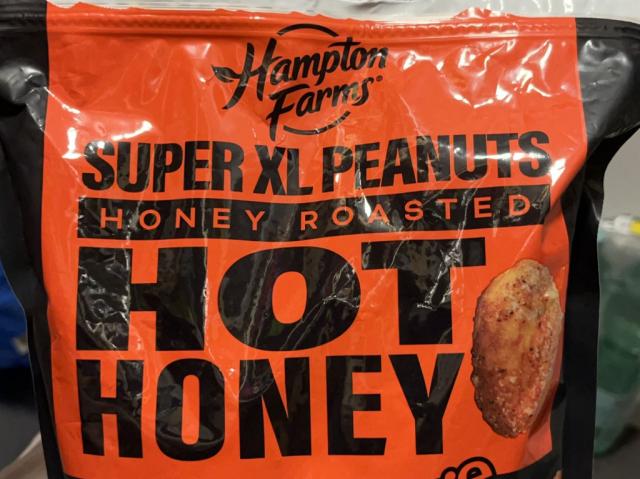 Hampton
Farms®
SUPER XL PEANUTS
HONEY ROASTED
HOT
HONEY